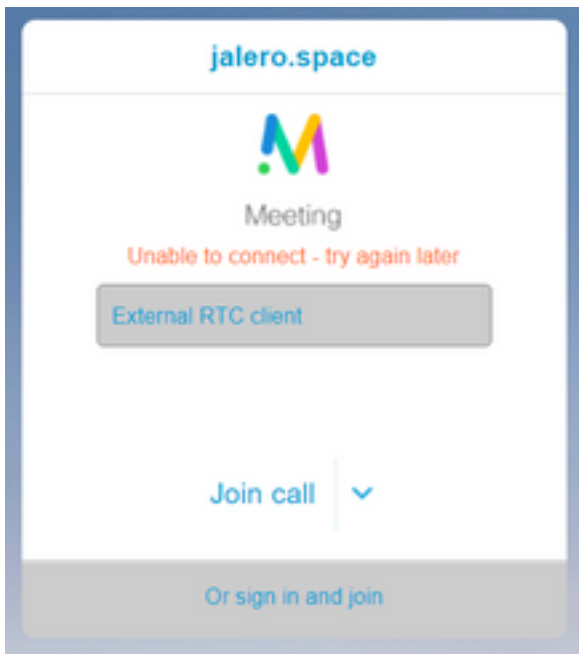 jalero.space
Meeting
Unable to connect - try again later
External RTC client
Join call
Or sign in and join